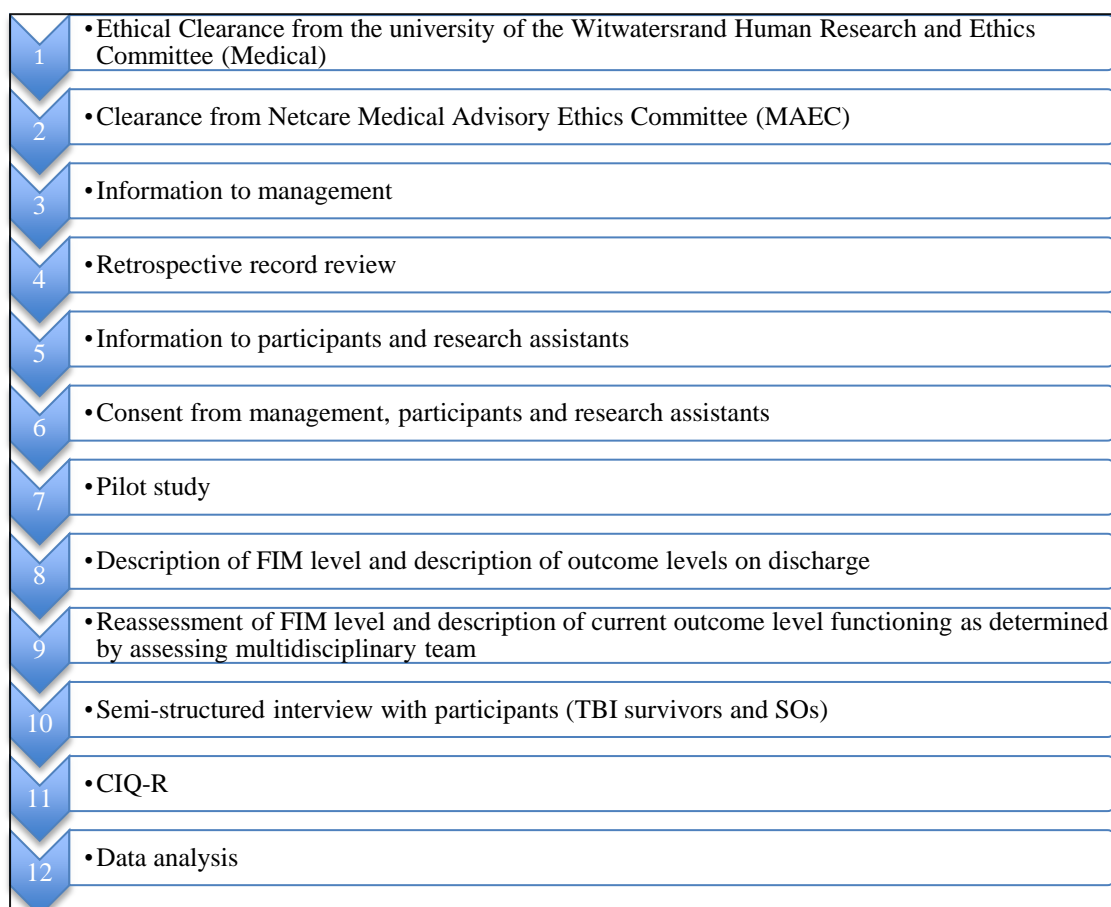 1
•Ethical Clearance from the university of the Witwatersrand Human Research and Ethics
Committee (Medical)
2
•Clearance from Netcare Medical Advisory Ethics Committee (MAEC)
3
•Information to management
4
•Retrospective record review
5
•Information to participants and research assistants
6
•Consent from management, participants and research assistants
7
•Pilot study
8
•Description of FIM level and description of outcome levels on discharge
9
•Reassessment of FIM level and description of current outcome level functioning as determined
by assessing multidisciplinary team
10
•Semi-structured interview with participants (TBI survivors and SOs)
11
•CIQ-R
12
•Data analysis